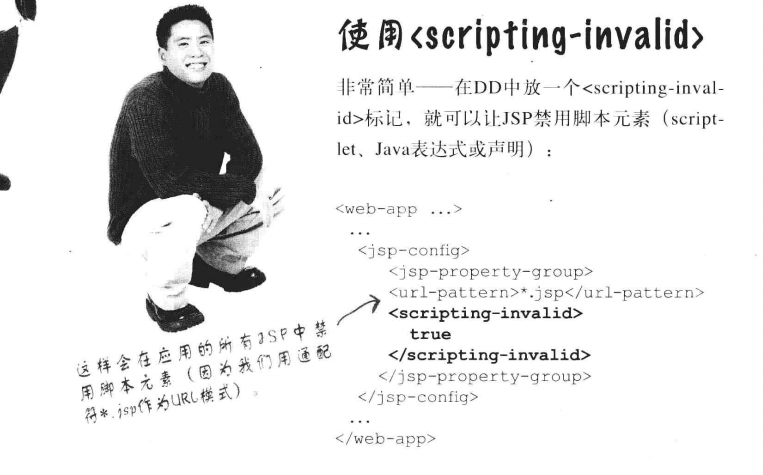 使用<scripting-invalid>
非常简单——在DD中放一个<scripting-inval-
id>标记，就可以让JSP禁用脚本元素（script-
let、Java表达式或声明）：
<web-app ...>
...
<jsp-config>
<jsp-property-group>
<url-pattern>*.jsp</url-pattern>
<scripting-invalid>
true
</scripting-invalid>
</jsp-property-group>
</jsp-config>
...
</web-app>
这样会在应用的所有JSP中禁
用脚本元素（因为我们用通配
符*.jsp作为URL模式）。